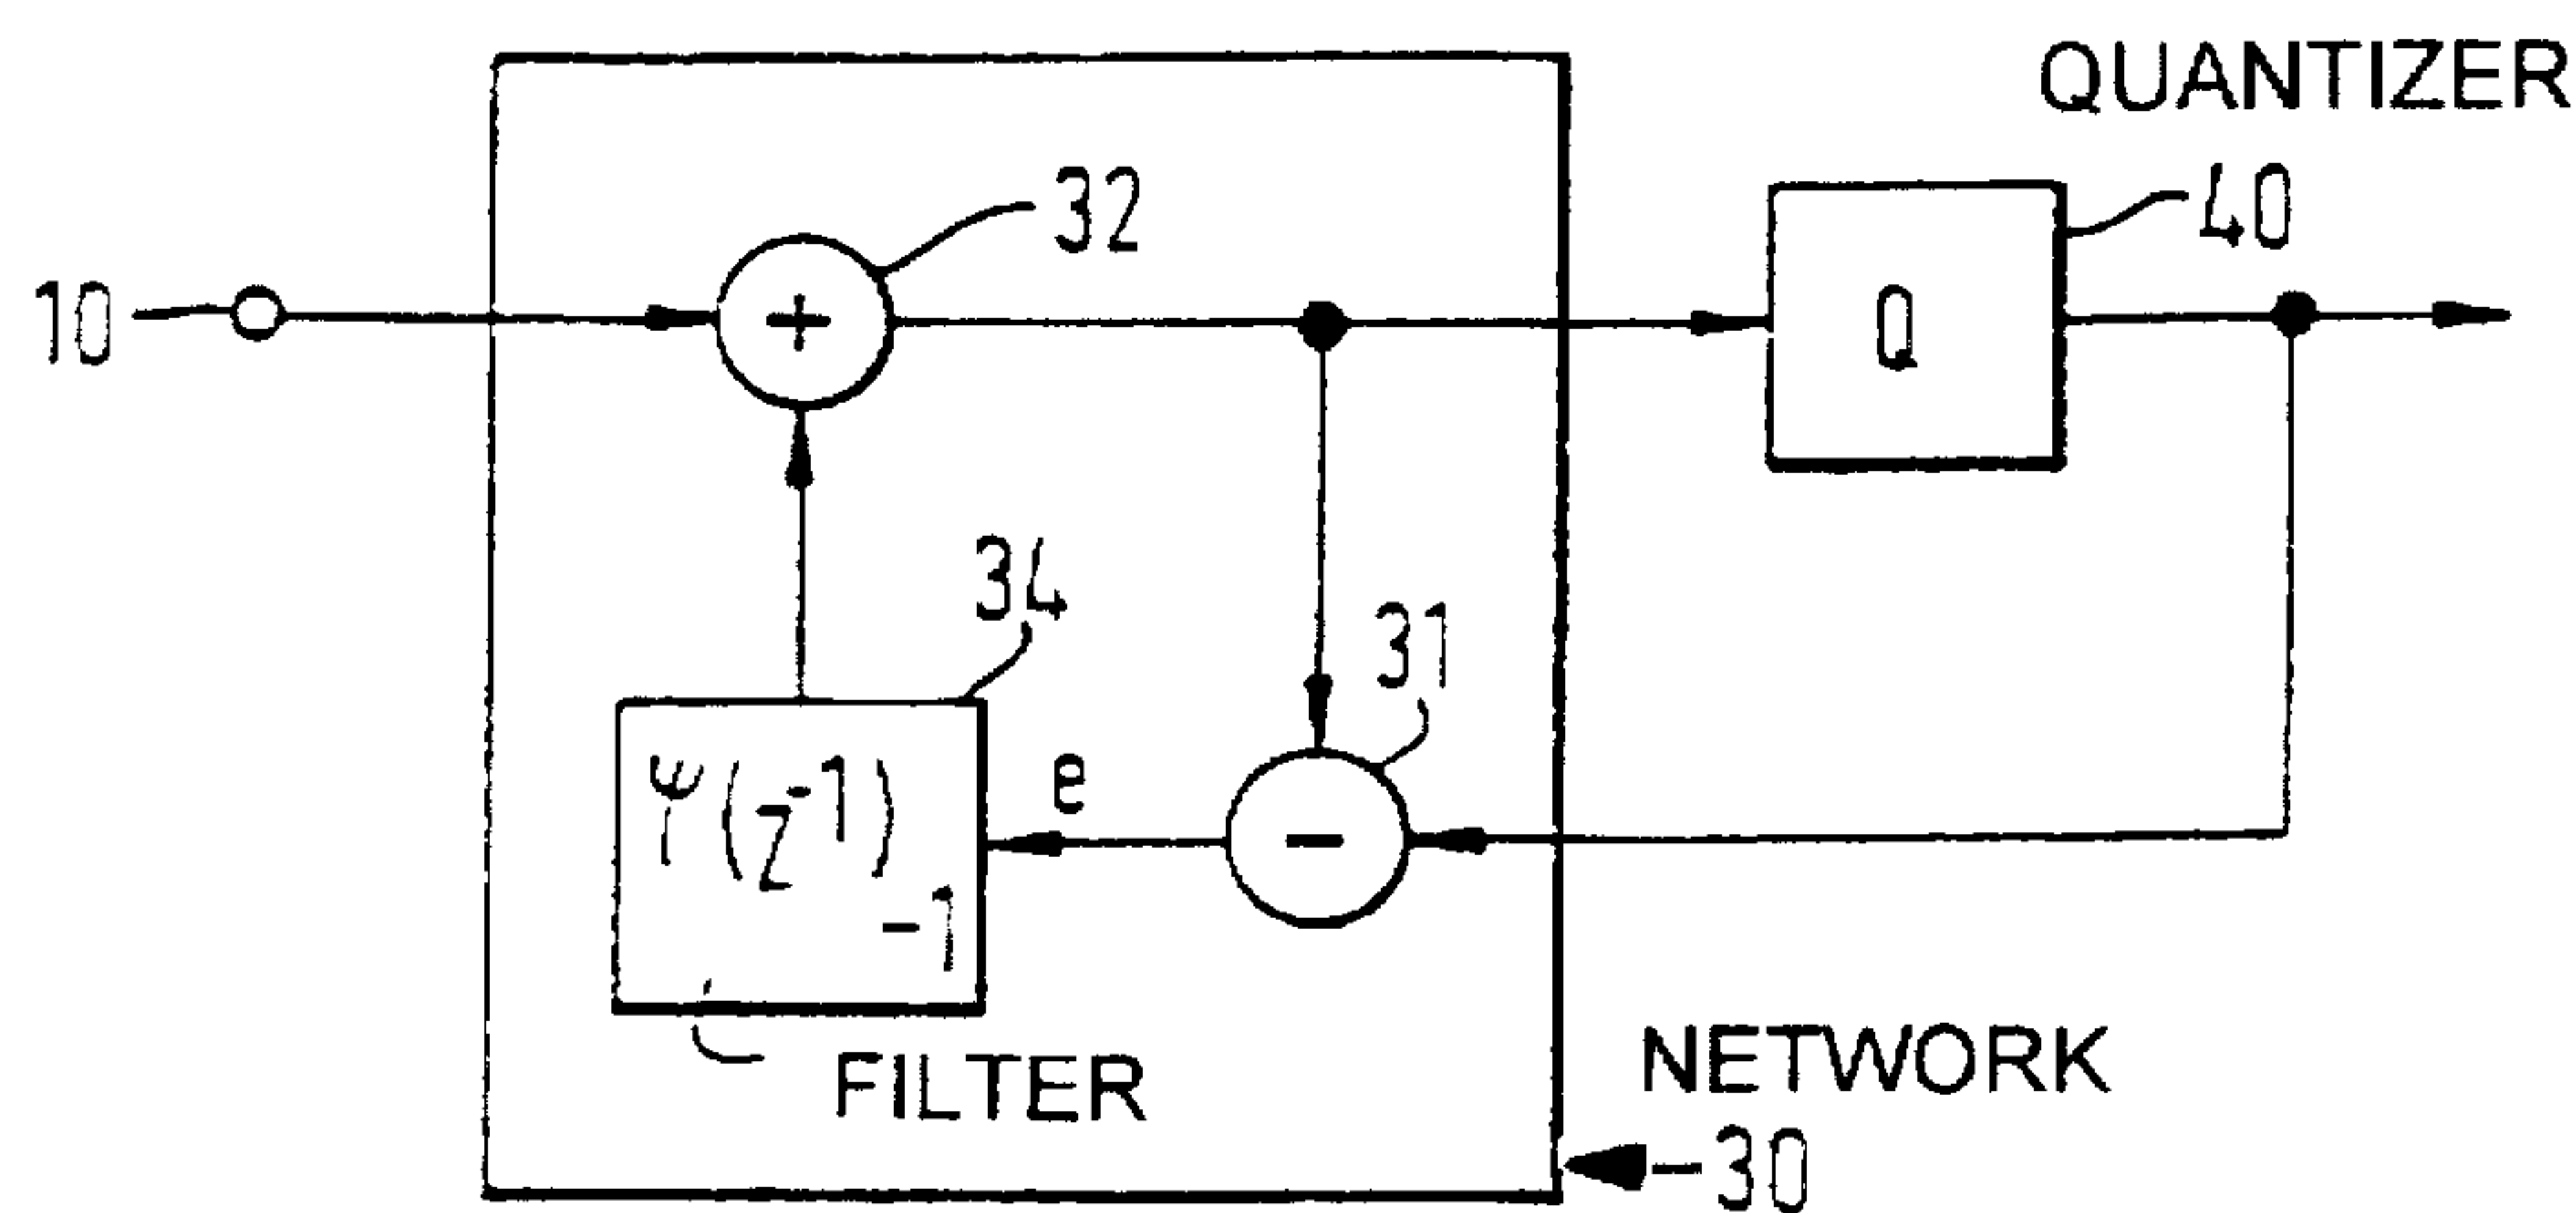 QUANTIZER
32
40
10
+
Q
34
31
e
Ψ(z⁻¹)
-1
-
FILTER
NETWORK
30